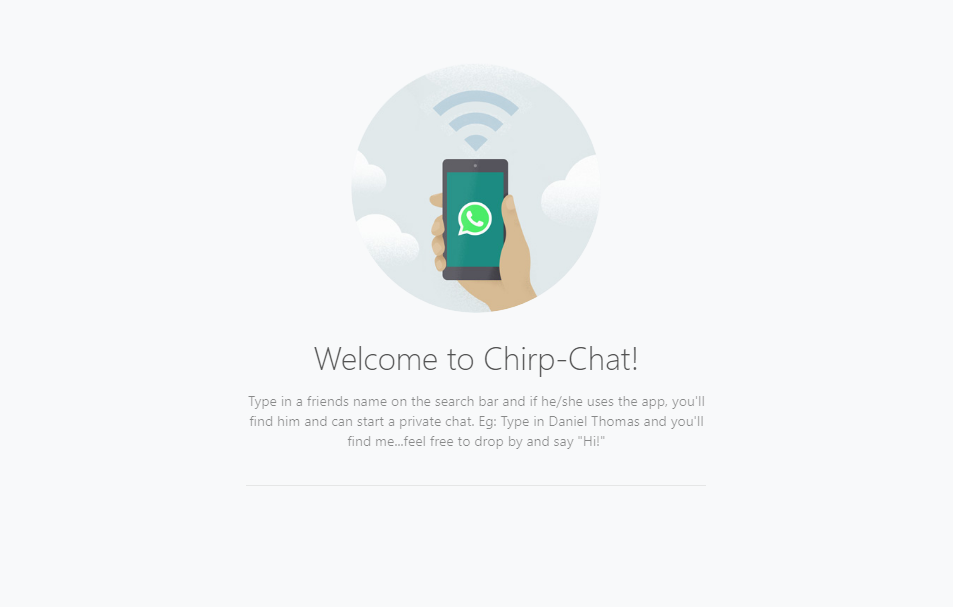 Welcome to Chirp-Chat!
Type in a friends name on the search bar and if he/she uses the app, you'll
find him and can start a private chat. Eg: Type in Daniel Thomas and you'll
find me...feel free to drop by and say "Hi!"